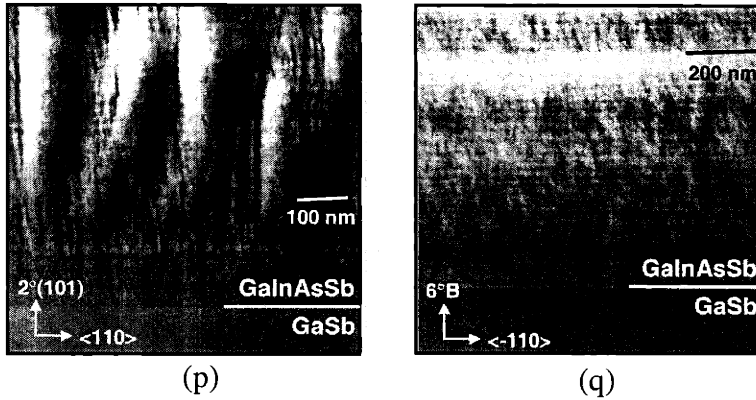 100 nm
2°(101)
GaInAsSb
<110>
GaSb
(p)
200 nm
GaInAsSb
6°B
GaSb
<-110>
(q)